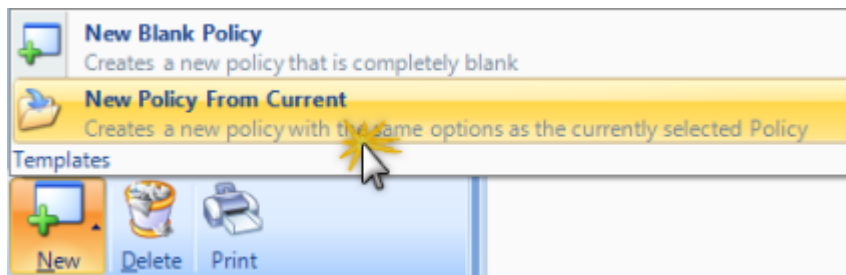 New Blank Policy
Creates a new policy that is completely blank
New Policy From Current
Creates a new policy with the same options as the currently selected Policy
Templates
New Delete Print